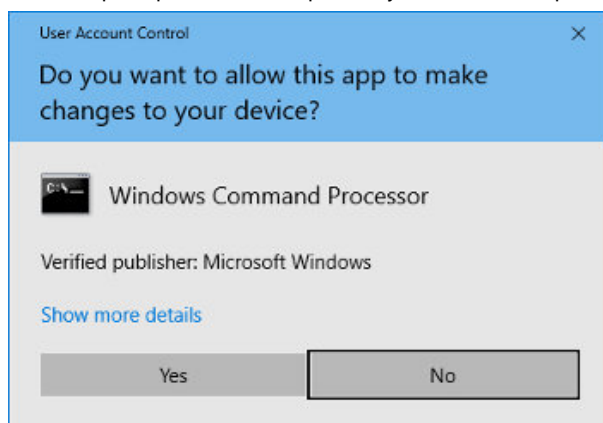 User Account Control
Do you want to allow this app to make
changes to your device?
C:\_
Windows Command Processor
Verified publisher: Microsoft Windows
Show more details
Yes
No